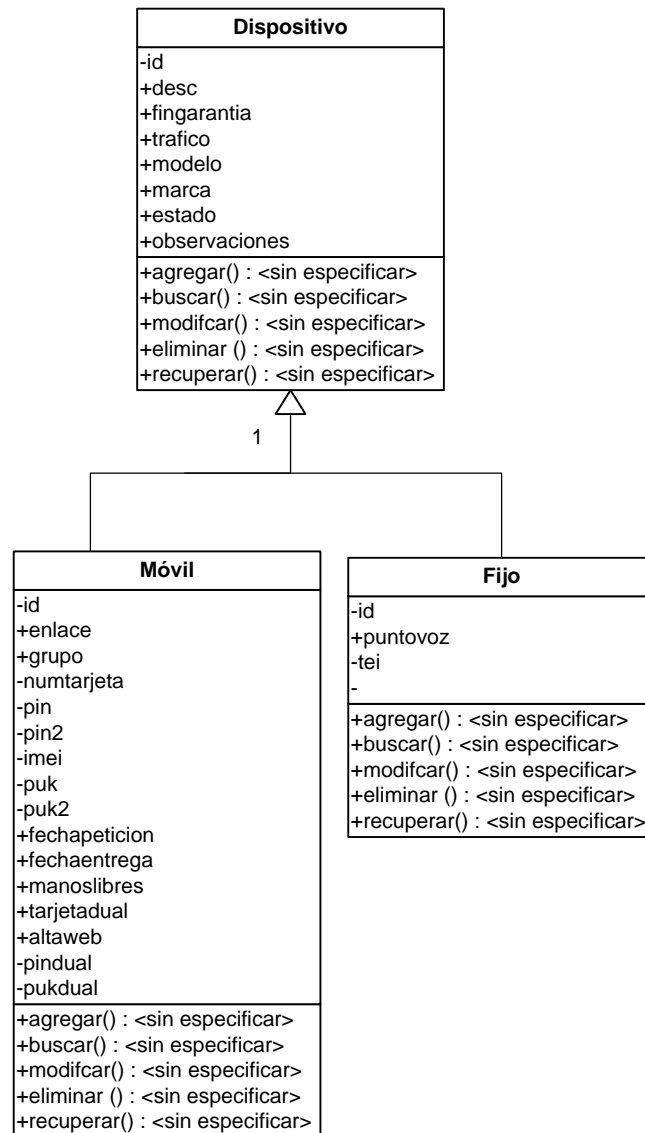 Dispositivo
-id
+desc
+fingarantia
+trafico
+modelo
+marca
+estado
+observaciones
+agregar() : <sin especificar>
+buscar() : <sin especificar>
+modifcar() : <sin especificar>
+eliminar () : <sin especificar>
+recuperar() : <sin especificar>
1
Móvil
-id
+enlace
+grupo
-numtarjeta
-pin
-pin2
-imei
-puk
-puk2
+fechapeticion
+fechaentrega
+manoslibres
+tarjetadual
+altaweb
-pindual
-pukdual
+agregar() : <sin especificar>
+buscar() : <sin especificar>
+modifcar() : <sin especificar>
+eliminar () : <sin especificar>
+recuperar() : <sin especificar>
Fijo
-id
+puntovoz
-tei
-
+agregar() : <sin especificar>
+buscar() : <sin especificar>
+modifcar() : <sin especificar>
+eliminar () : <sin especificar>
+recuperar() : <sin especificar>